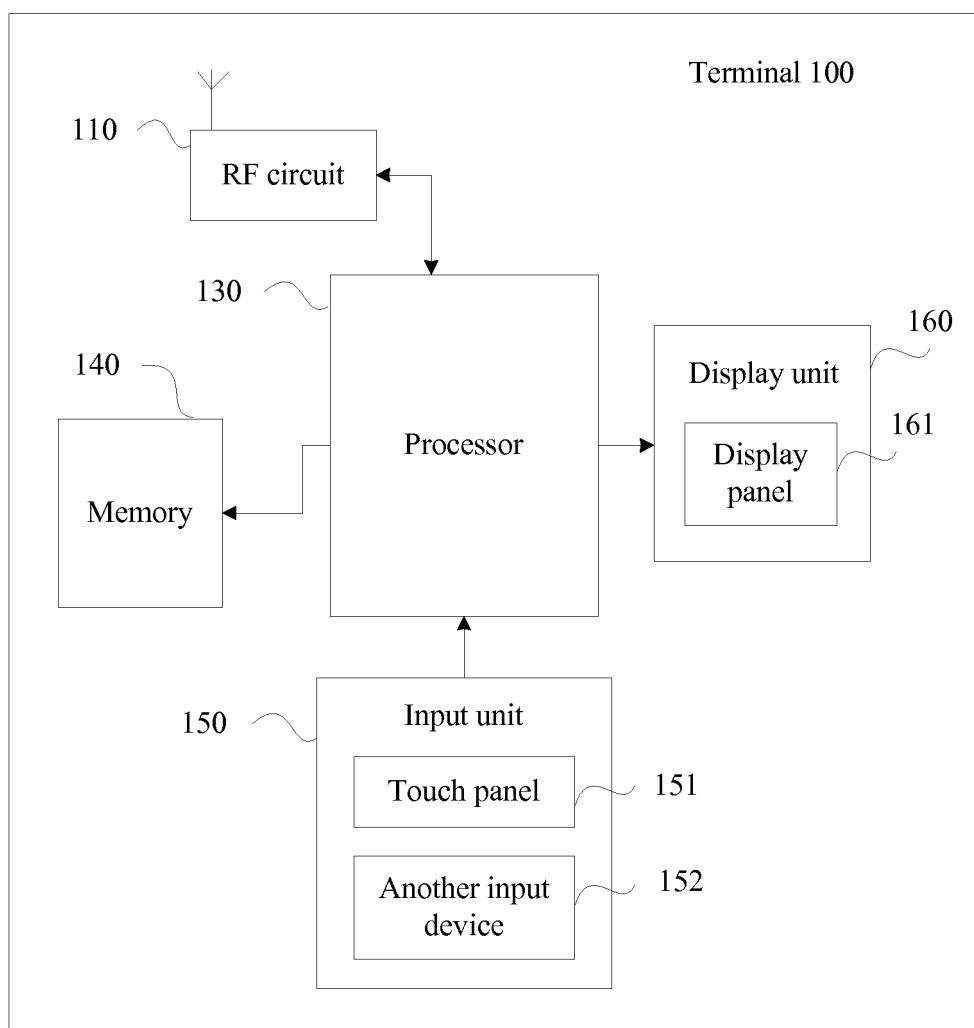 Terminal 100
110
RF circuit
130
160
140
Display unit
Processor
161
Display
panel
Memory
150
Input unit
Touch panel
151
Another input
device
152